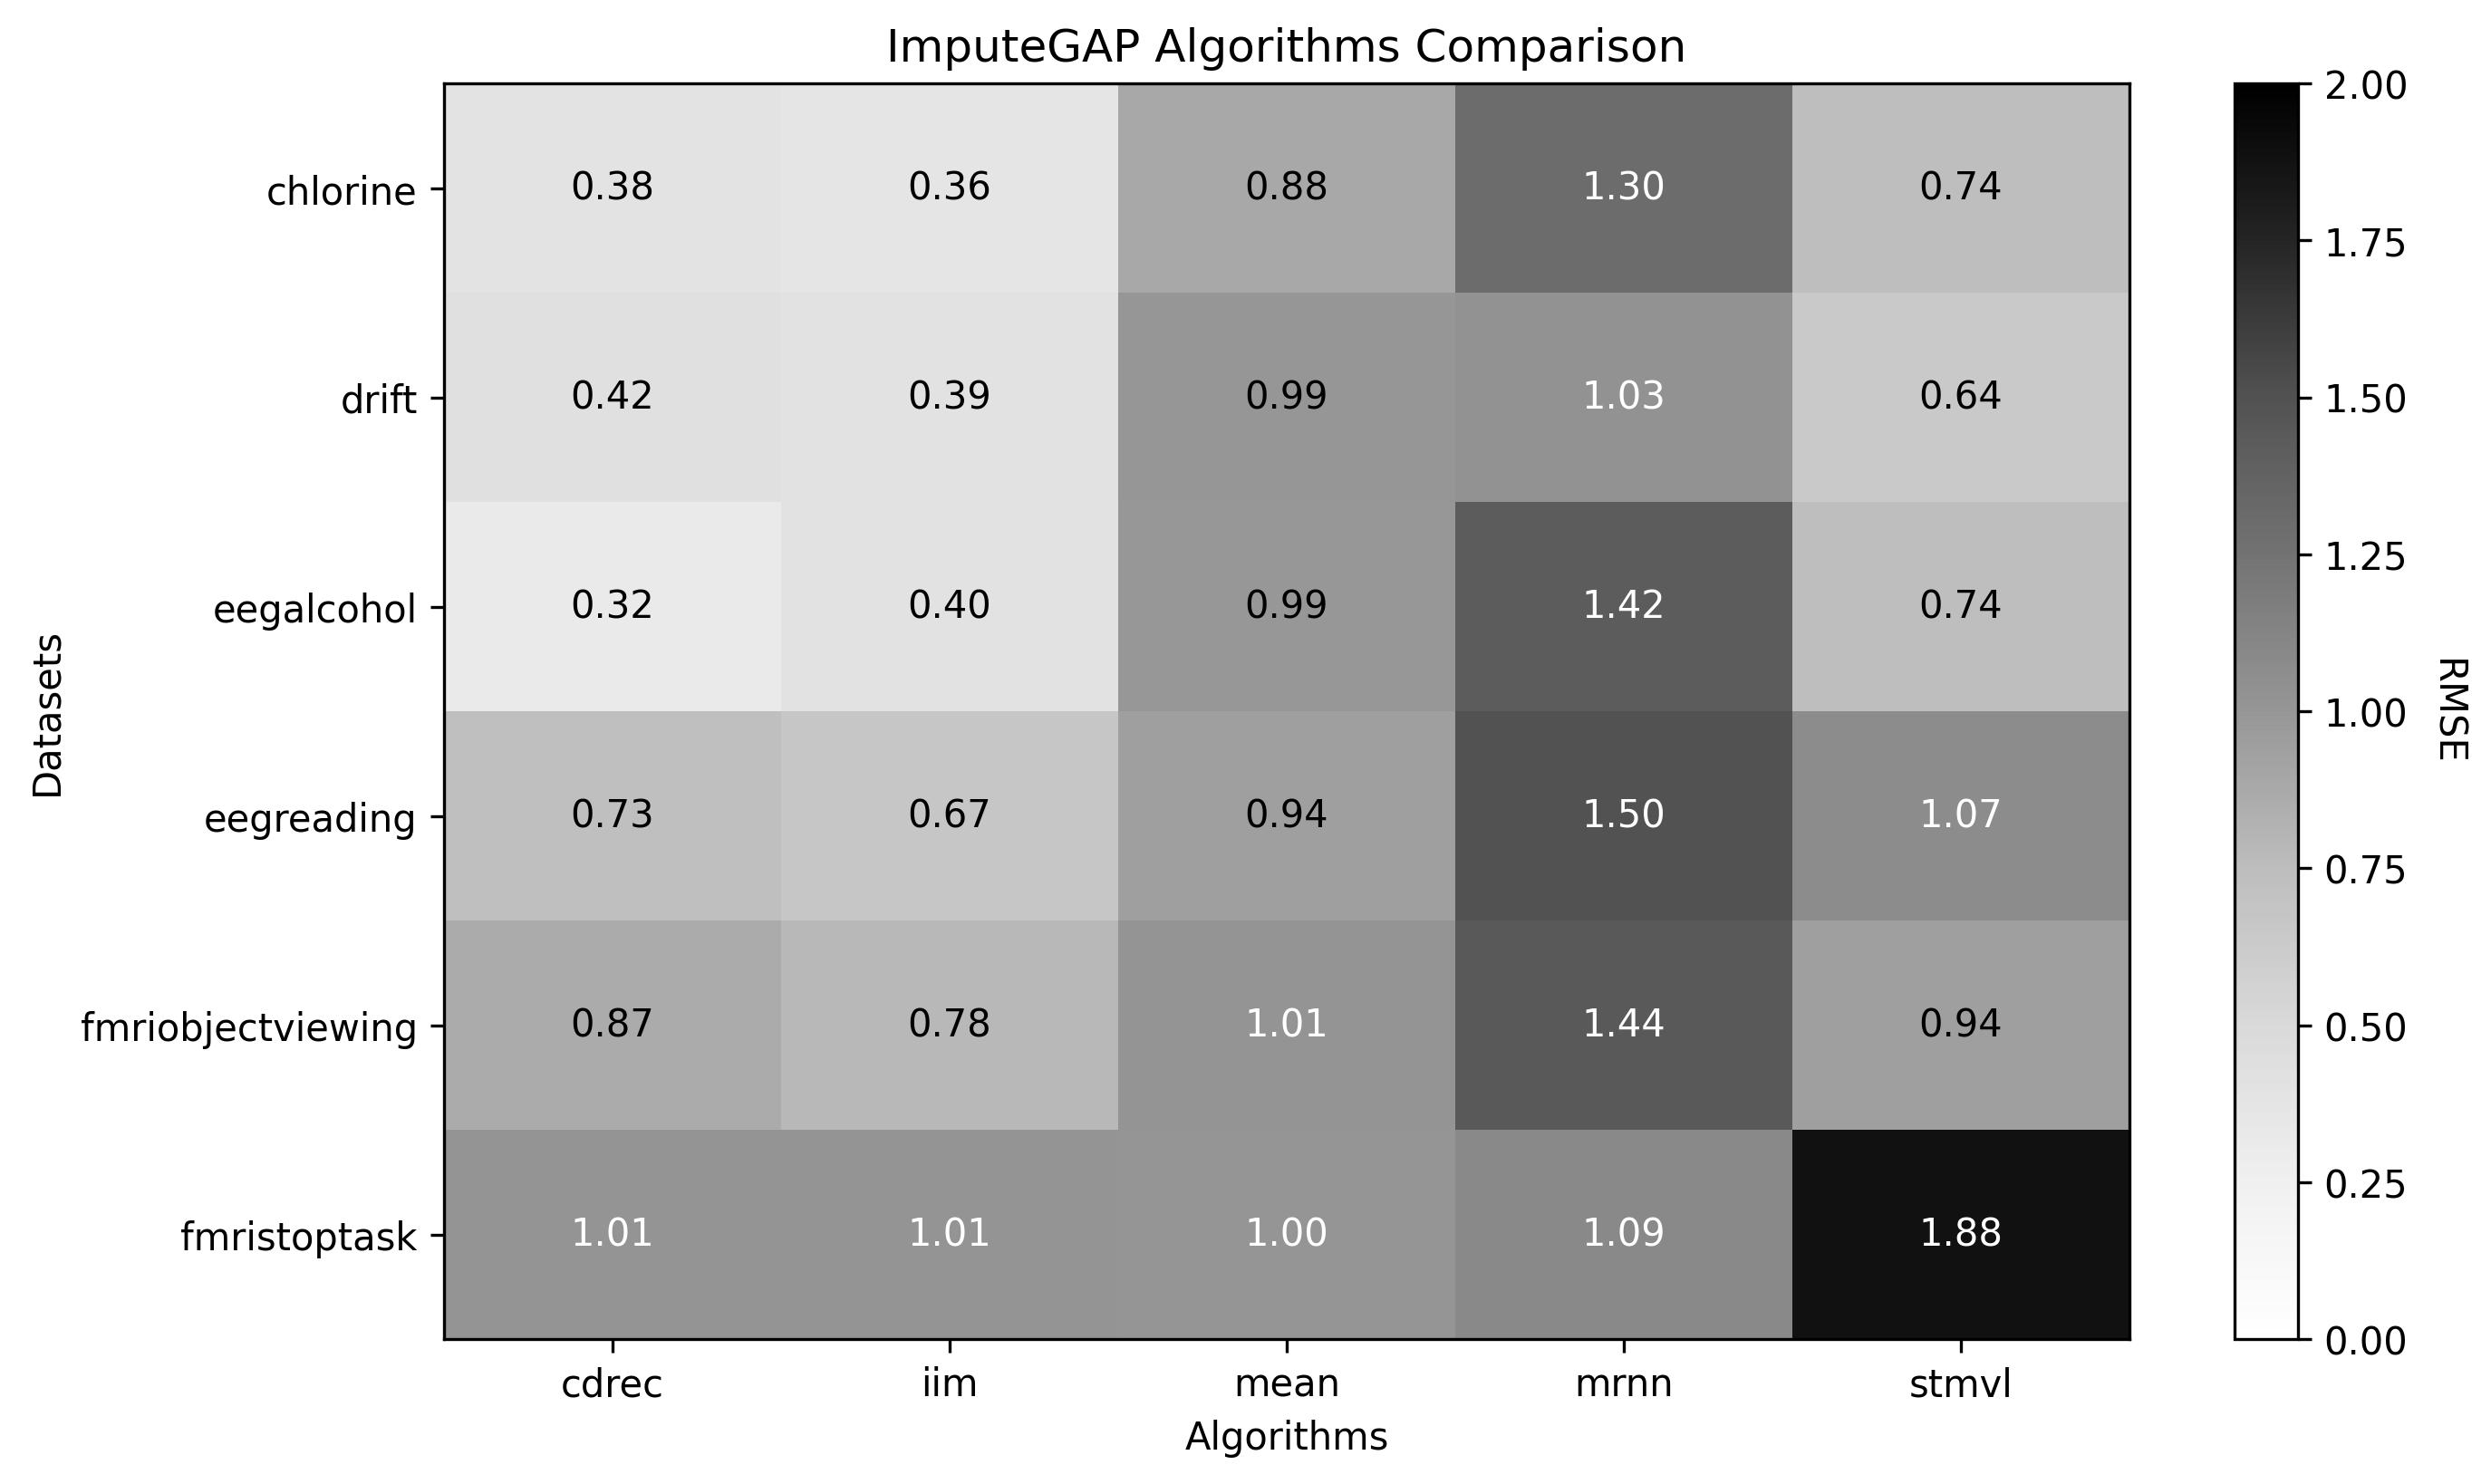 ImputeGAP Algorithms Comparison
Datasets
chlorine 0.38 0.36 0.88 1.30 0.74
drift 0.42 0.39 0.99 1.03 0.64
eegalcohol 0.32 0.40 0.99 1.42 0.74
eegreading 0.73 0.67 0.94 1.50 1.07
fmriobjectviewing 0.87 0.78 1.01 1.44 0.94
fmristoptask 1.01 1.01 1.00 1.09 1.88
cdrec iim mean mrnn stmvl
Algorithms
2.00
1.75
1.50
1.25
1.00
0.75
0.50
0.25
0.00
RMSE